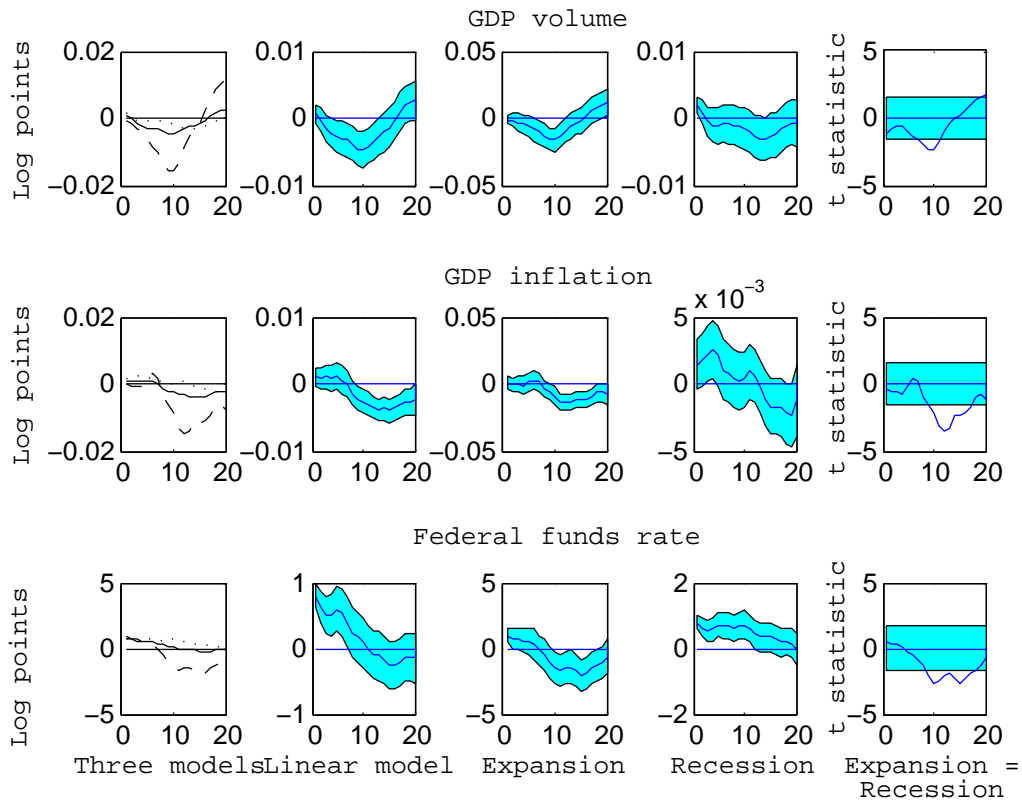 GDP volume
Log points
0.02
0
−0.02
0 10 20
0.01
0
−0.01
0 10 20
0.05
0
−0.05
0 10 20
0.01
0
−0.01
0 10 20
t statistic
5
0
−5
0 10 20
GDP inflation
Log points
0.02
0
−0.02
0 10 20
0.01
0
−0.01
0 10 20
0.05
0
−0.05
0 10 20
x 10−3
5
0
−5
0 10 20
t statistic
5
0
−5
0 10 20
Federal funds rate
Log points
5
0
−5
0 10 20
Three models
1
0
−1
0 10 20
Linear model
5
0
−5
0 10 20
Expansion
2
0
−2
0 10 20
Recession
t statistic
5
0
−5
0 10 20
Expansion =
Recession